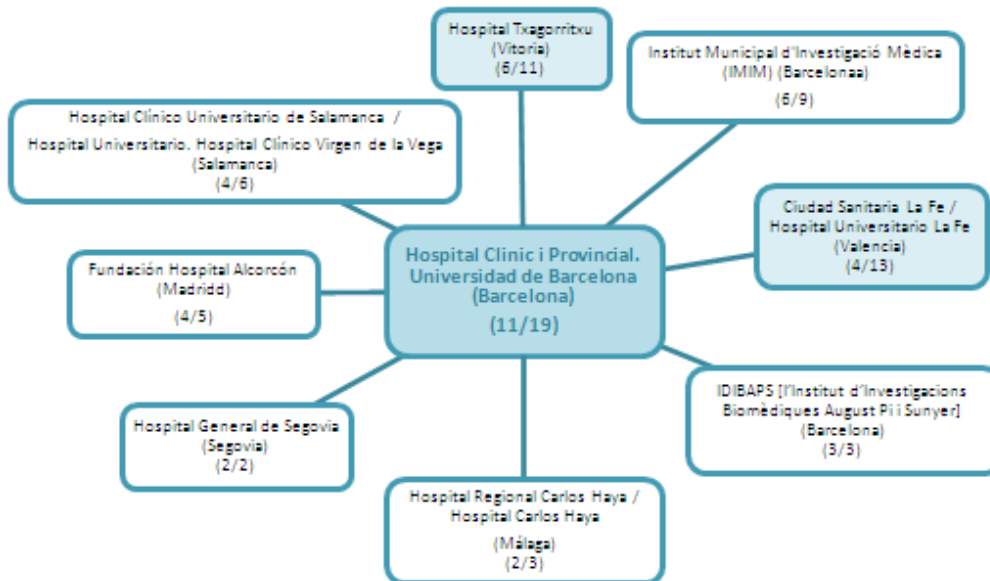 Hospital Txagorritxu
(Vitoria)
(6/11)
Institut Municipal d'Investigació Mèdica
(IMIM) (Barcelonaa)
(6/9)
Hospital Clínico Universitario de Salamanca /
Hospital Universitario. Hospital Clínico Virgen de la Vega
(Salamanca)
(4/6)
Ciudad Sanitaria La Fe /
Hospital Universitario La Fe
(Valencia)
(4/13)
Hospital Clinic i Provincial.
Universidad de Barcelona
(Barcelona)
(11/19)
Fundación Hospital Alcorcón
(Madridd)
(4/5)
IDIBAPS [l'Institut d'Investigacions
Biomèdiques August Pi i Sunyer]
(Barcelona)
(3/3)
Hospital General de Segovia
(Segovia)
(2/2)
Hospital Regional Carlos Haya /
Hospital Carlos Haya
(Málaga)
(2/3)